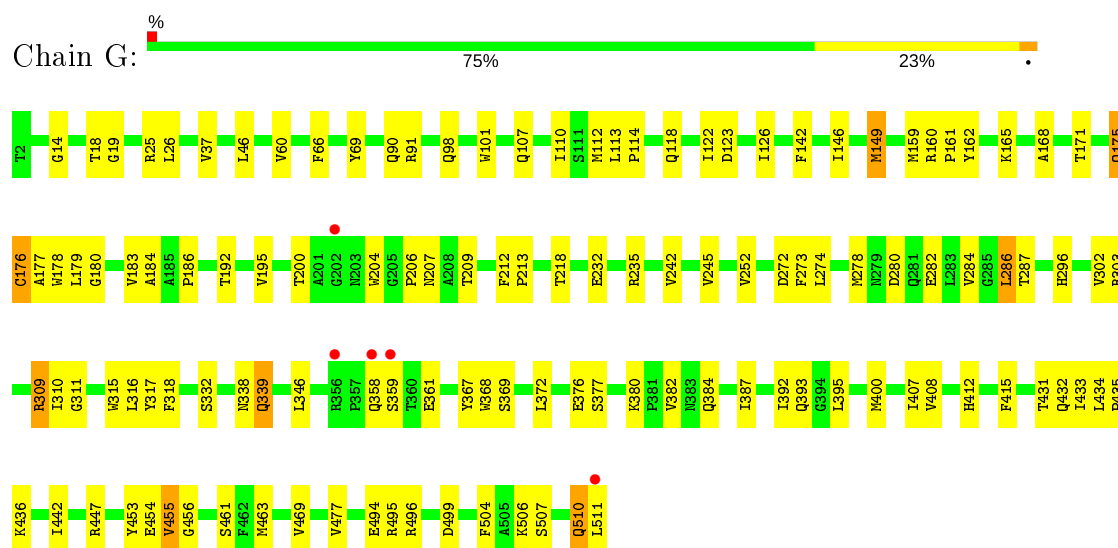 %
Chain G:
75% 23% •
T2 G14 T18 G19 R25 L26 V37 L46 V60 F66 Y69 Q90 R91 Q98 W101 Q107 I110 S111 M112 L113 P114 Q118 I122 D123 I126 F142 I146 M149 M159 R160 P161 Y162 K165 A168 T171 Q175
C176 A177 W178 L179 G180 V183 A184 A185 P186 T192 V195 T200 A201 G202 N203 W204 G205 P206 N207 A208 T209 F212 P213 T218 E232 R235 V242 V245 V252 D272 F273 L274 M278 N279 D280 Q281 E282 L283 V284 G285 L286 T287 H296 V302
R309 I310 G311 W315 L316 Y317 F318 S332 N338 Q339 L346 R356 P357 Q358 S359 T360 E361 Y367 W368 S369 L372 E376 S377 K380 P381 V382 N383 Q384 I387 I392 Q393 G394 L395 M400 I407 V408 H412 F415 T431 Q432 I433 L434
K436 I442 R447 Y453 E454 V455 G456 S461 F462 M463 V469 V477 E494 R495 R496 D499 F504 A505 K506 S507 Q510 L511